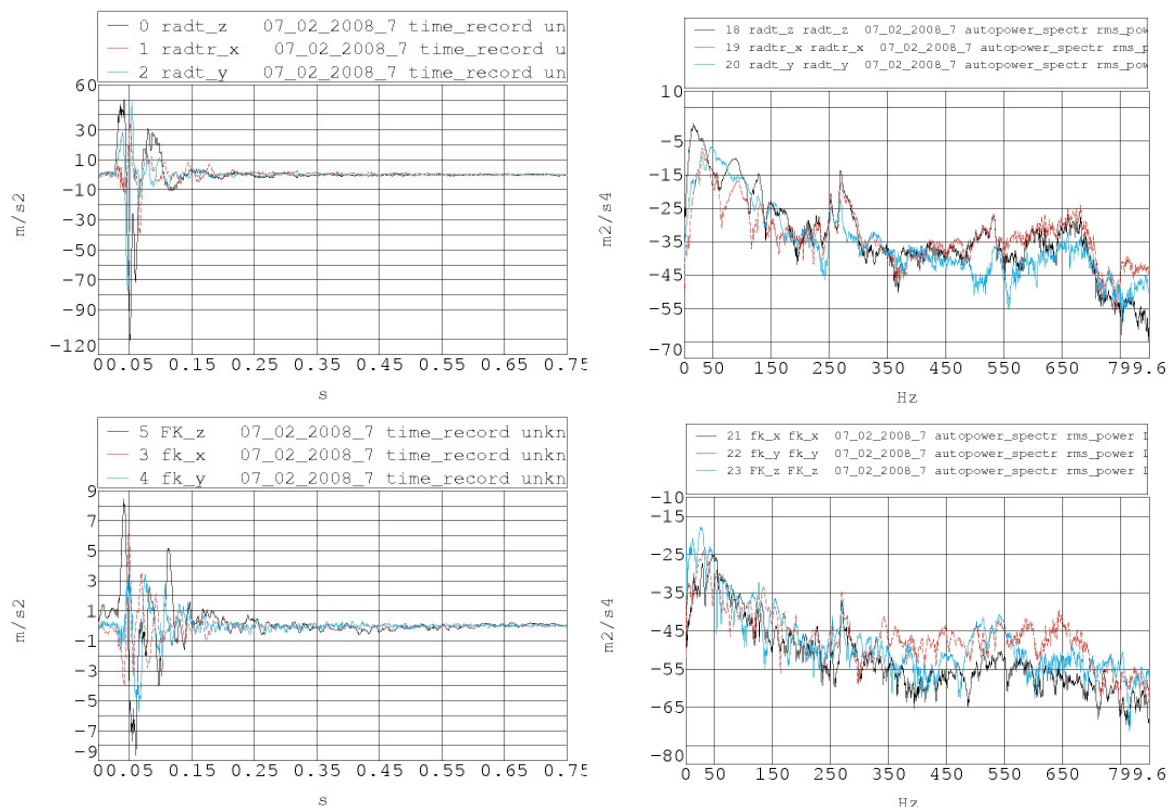 0 radt_z 07_02_2008_7 time_record un
1 radtr_x 07_02_2008_7 time_record u
2 radt_y 07_02_2008_7 time_record un
60
30
10
-10
-30
-50
-70
-90
-120
m/s2
0.0 0.05 0.15 0.25 0.35 0.45 0.55 0.65 0.75
s
18 radt_z radt_z 07_02_2008_7 autopower_spectr rms_pow
19 radtr_x radtr_x 07_02_2008_7 autopower_spectr rms_p
20 radt_y radt_y 07_02_2008_7 autopower_spectr rms_pow
10
-5
-15
-25
-35
-45
-55
-70
m2/s4
0 50 150 250 350 450 550 650 799.6
Hz
5 FK_z 07_02_2008_7 time_record unkn
3 fk_x 07_02_2008_7 time_record unkn
4 fk_y 07_02_2008_7 time_record unkn
9
7
5
3
1
-1
-3
-5
-7
-9
m/s2
0.0 0.05 0.15 0.25 0.35 0.45 0.55 0.65 0.75
s
21 fk_x fk_x 07_02_2008_7 autopower_spectr rms_power
22 fk_y fk_y 07_02_2008_7 autopower_spectr rms_power
23 FK_z FK_z 07_02_2008_7 autopower_spectr rms_power
-10
-15
-25
-35
-45
-55
-65
-80
m2/s4
0 50 150 250 350 450 550 650 799.6
Hz